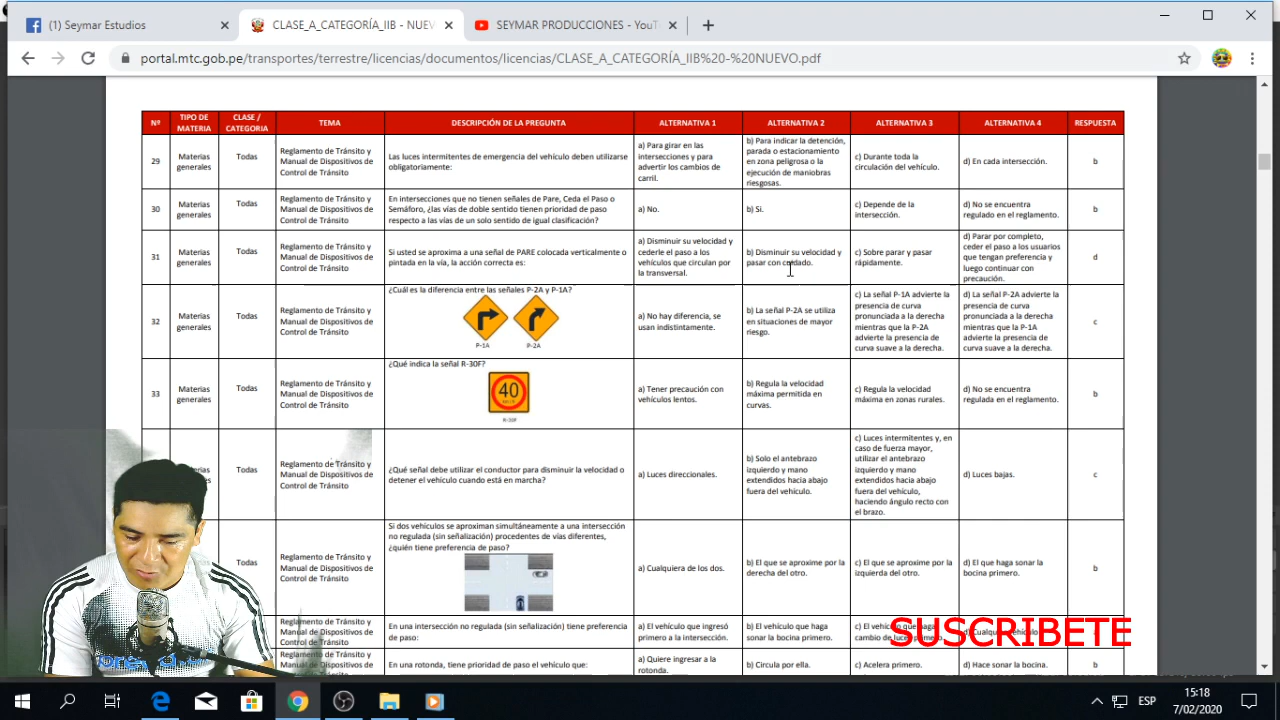 (1) Seymar Estudios
CLASE_A_CATEGORÍA_IIB - NUEV
SEYMAR PRODUCCIONES - YouT
portal.mtc.gob.pe/transportes/terrestre/licencias/documentos/licencias/CLASE_A_CATEGORÍA_IIB%20-%20NUEVO.pdf
Nº
TIPO DE
MATERIA
CLASE /
CATEGORIA
TEMA
DESCRIPCIÓN DE LA PREGUNTA
ALTERNATIVA 1
ALTERNATIVA 2
ALTERNATIVA 3
ALTERNATIVA 4
RESPUESTA
29
Materias
generales
Todas
Reglamento de Tránsito y
Manual de Dispositivos de
Control de Tránsito
Las luces intermitentes de emergencia del vehículo deben utilizarse
obligatoriamente:
a) Para girar en las
intersecciones y para
advertir los cambios de
carril.
b) Para indicar la detención,
parada o estacionamiento
en zona peligrosa o la
ejecución de maniobras
riesgosas.
c) Durante toda la
circulación del vehículo.
d) En cada intersección.
b
30
Materias
generales
Todas
Reglamento de Tránsito y
Manual de Dispositivos de
Control de Tránsito
En intersecciones que no tienen señales de Pare, Ceda el Paso o
Semáforo, ¿las vías de doble sentido tienen prioridad de paso
respecto a las vías de un solo sentido de igual clasificación?
a) No.
b) Si.
c) Depende de la
intersección.
d) No se encuentra
regulado en el reglamento.
b
31
Materias
generales
Todas
Reglamento de Tránsito y
Manual de Dispositivos de
Control de Tránsito
Si usted se aproxima a una señal de PARE colocada verticalmente o
pintada en la vía, la acción correcta es:
a) Disminuir su velocidad y
cederle el paso a los
vehículos que circulan por
la transversal.
b) Disminuir su velocidad y
pasar con cuidado.
c) Sobre parar y pasar
rápidamente.
d) Parar por completo,
ceder el paso a los usuarios
que tengan preferencia y
luego continuar con
precaución.
d
32
Materias
generales
Todas
Reglamento de Tránsito y
Manual de Dispositivos de
Control de Tránsito
¿Cuál es la diferencia entre las señales P-2A y P-1A?
P-1A
P-2A
a) No hay diferencia, se
usan indistintamente.
b) La señal P-2A se utiliza
en situaciones de mayor
riesgo.
c) La señal P-1A advierte la
presencia de curva
pronunciada a la derecha
mientras que la P-2A
advierte la presencia de
curva suave a la derecha.
d) La señal P-2A advierte la
presencia de curva
pronunciada a la derecha
mientras que la P-1A
advierte la presencia de
curva suave a la derecha.
c
33
Materias
generales
Todas
Reglamento de Tránsito y
Manual de Dispositivos de
Control de Tránsito
¿Qué indica la señal R-30F?
40
R-30F
a) Tener precaución con
vehículos lentos.
b) Regula la velocidad
máxima permitida en
curvas.
c) Regula la velocidad
máxima en zonas rurales.
d) No se encuentra
regulada en el reglamento.
b
Todas
Reglamento de Tránsito y
Manual de Dispositivos de
Control de Tránsito
¿Qué señal debe utilizar el conductor para disminuir la velocidad o
detener el vehículo cuando está en marcha?
a) Luces direccionales.
b) Solo el antebrazo
izquierdo y mano
extendidos hacia abajo
fuera del vehículo.
c) Luces intermitentes y, en
caso de fuerza mayor,
utilizar el antebrazo
izquierdo y mano
extendidos hacia abajo
fuera del vehículo,
haciendo ángulo recto con
el brazo.
d) Luces bajas.
c
Todas
Reglamento de Tránsito y
Manual de Dispositivos de
Control de Tránsito
Si dos vehículos se aproximan simultáneamente a una intersección
no regulada (sin señalización) procedentes de vías diferentes,
¿quién tiene preferencia de paso?
a) Cualquiera de los dos.
b) El que se aproxime por la
derecha del otro.
c) El que se aproxime por la
izquierda del otro.
d) El que haga sonar la
bocina primero.
b
Reglamento de Tránsito y
Manual de Dispositivos de
Control de Tránsito
En una intersección no regulada (sin señalización) tiene preferencia
de paso:
a) El vehículo que ingresó
primero a la intersección.
b) El vehículo que haga
sonar la bocina primero.
c) El vehículo que haga
cambio de luces primero.
SUSCRIBETE
Reglamento de Tránsito y
Manual de Dispositivos de
En una rotonda, tiene prioridad de paso el vehículo que:
a) Quiere ingresar a la
rotonda.
b) Circula por ella.
c) Acelera primero.
d) Hace sonar la bocina.
b
ESP
15:18
7/02/2020